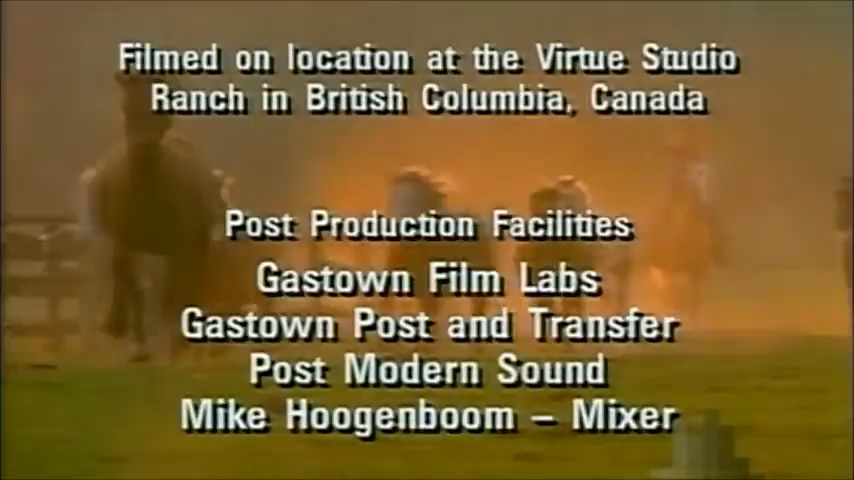 Filmed on location at the Virtue Studio
Ranch in British Columbia, Canada
Post Production Facilities
Gastown Film Labs
Gastown Post and Transfer
Post Modern Sound
Mike Hoogenboom – Mixer